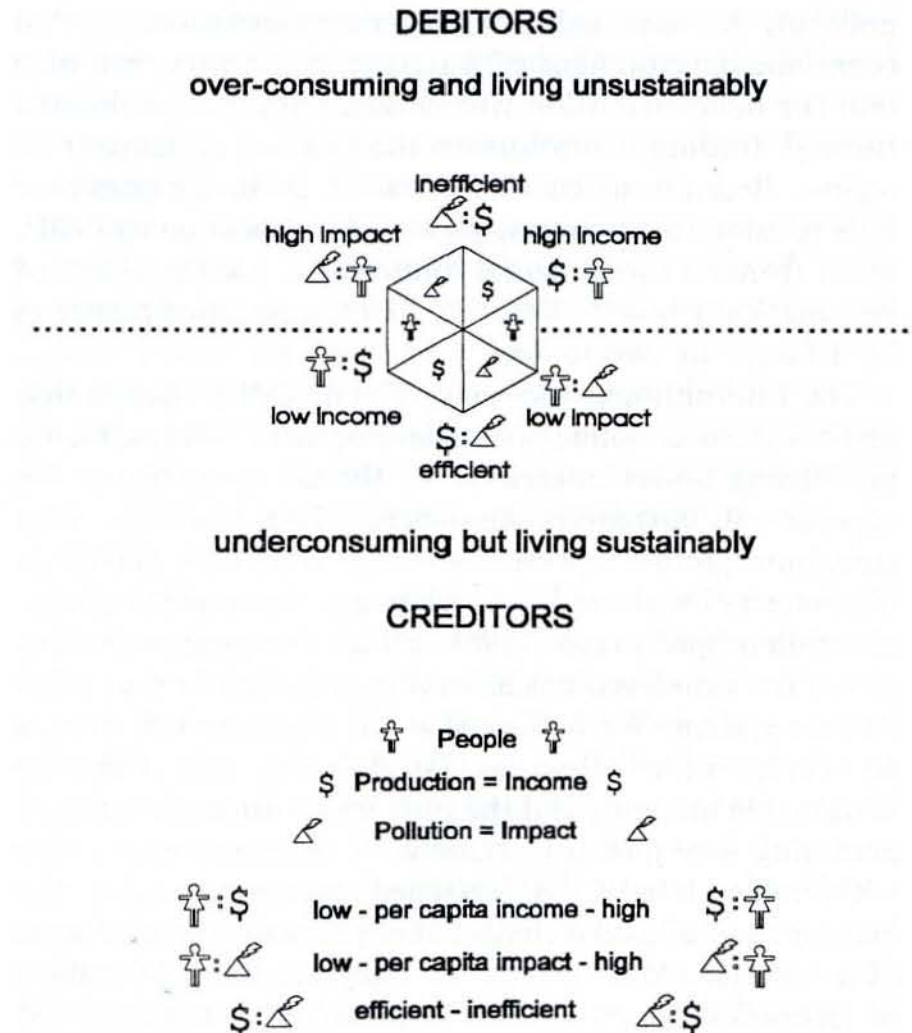 DEBITORS
over-consuming and living unsustainably
inefficient
: $
high impact
high income
:
$ :
$
$
: $
:
low income
low impact
$ :
efficient
underconsuming but living sustainably
CREDITORS
People
$ Production = Income $
Pollution = Impact
: $ low - per capita income - high $ :
: low - per capita impact - high :
$ : efficient - inefficient : $